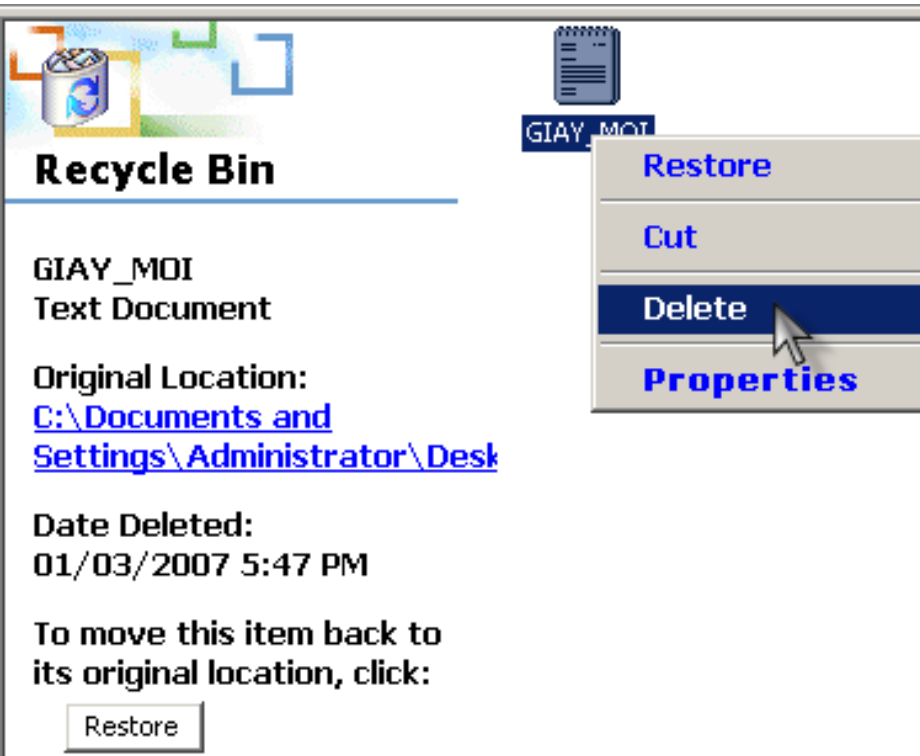 Recycle Bin
GIAY_MOI
Text Document
Original Location:
C:\Documents and
Settings\Administrator\Desk
Date Deleted:
01/03/2007 5:47 PM
To move this item back to
its original location, click:
Restore
GIAY_MOI
Restore
Cut
Delete
Properties